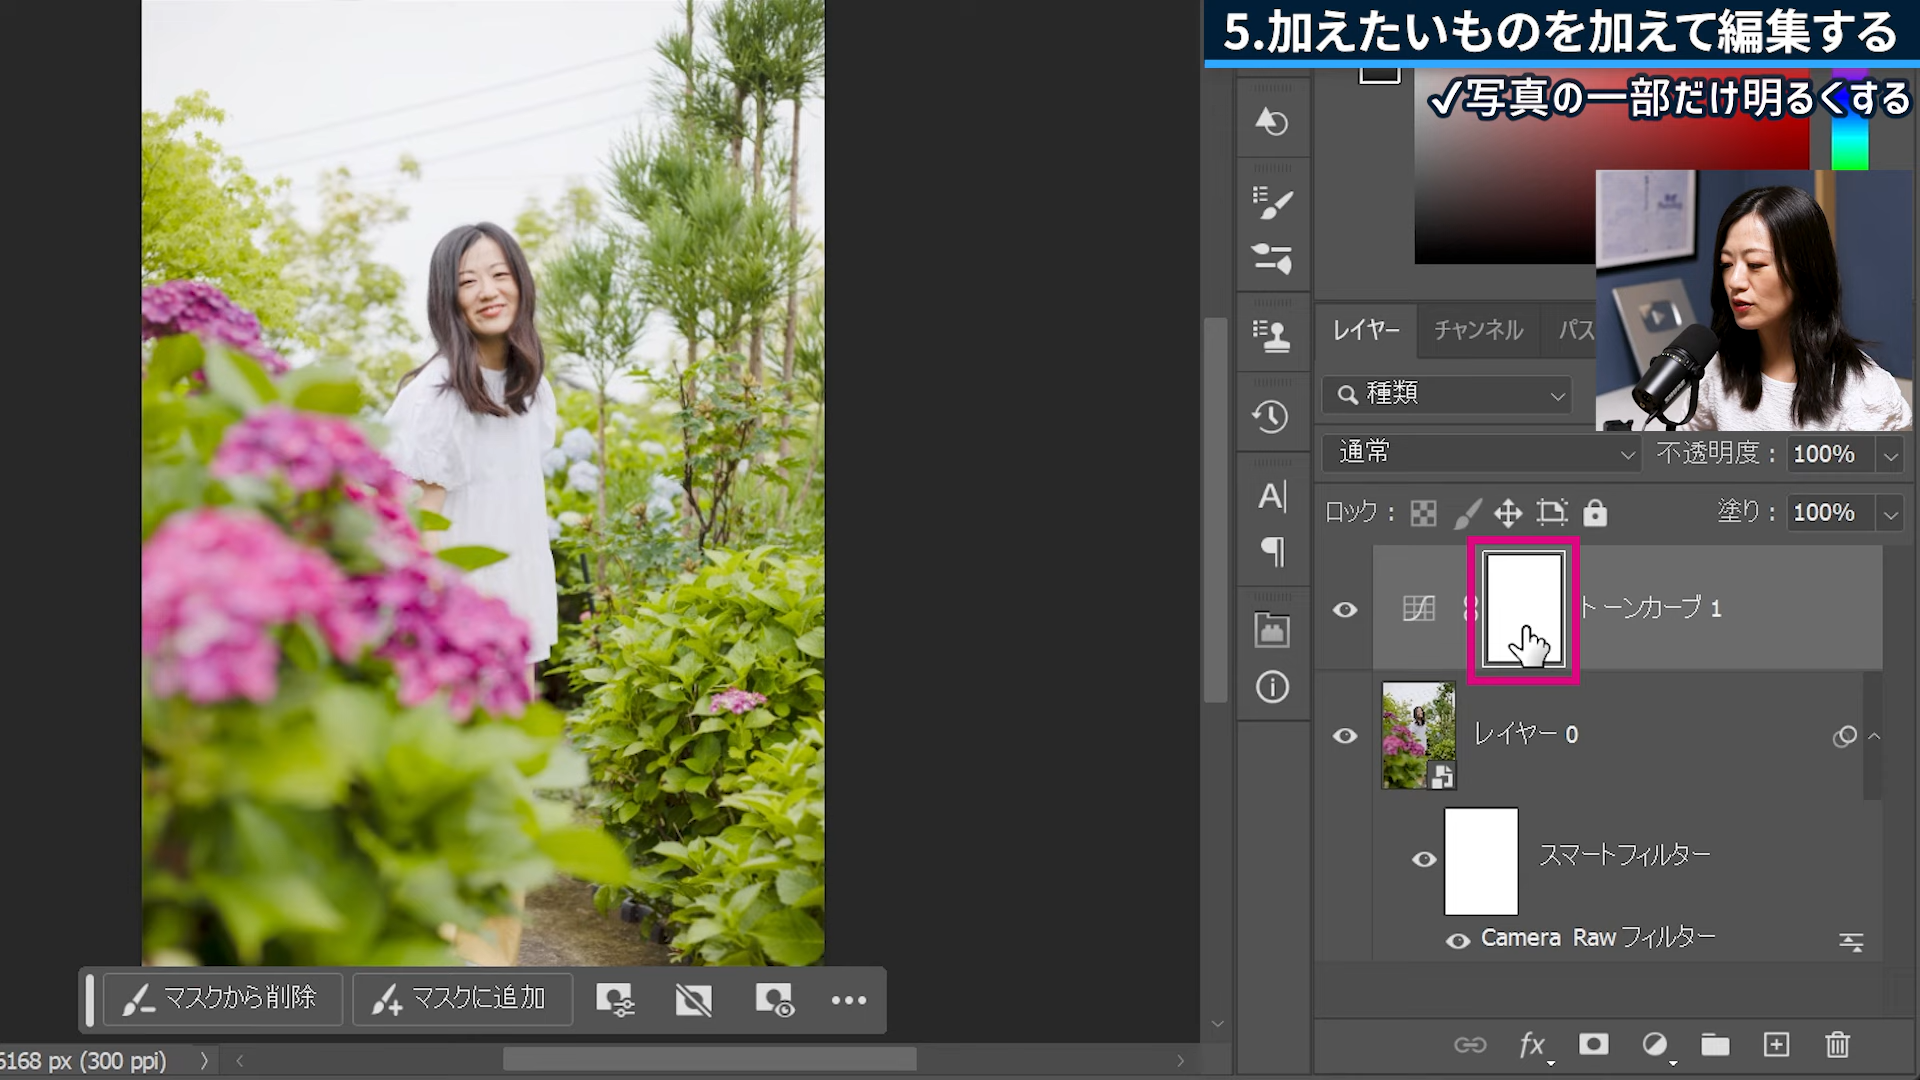 5.加えたいものを加えて編集する
✓写真の一部だけ明るくする
レイヤー
チャンネル
パス
種類
通常
不透明度： 100%
ロック：
塗り： 100%
トーンカーブ 1
レイヤー 0
スマートフィルター
Camera Raw フィルター
マスクから削除
マスクに追加
6168 px (300 ppi)
fx